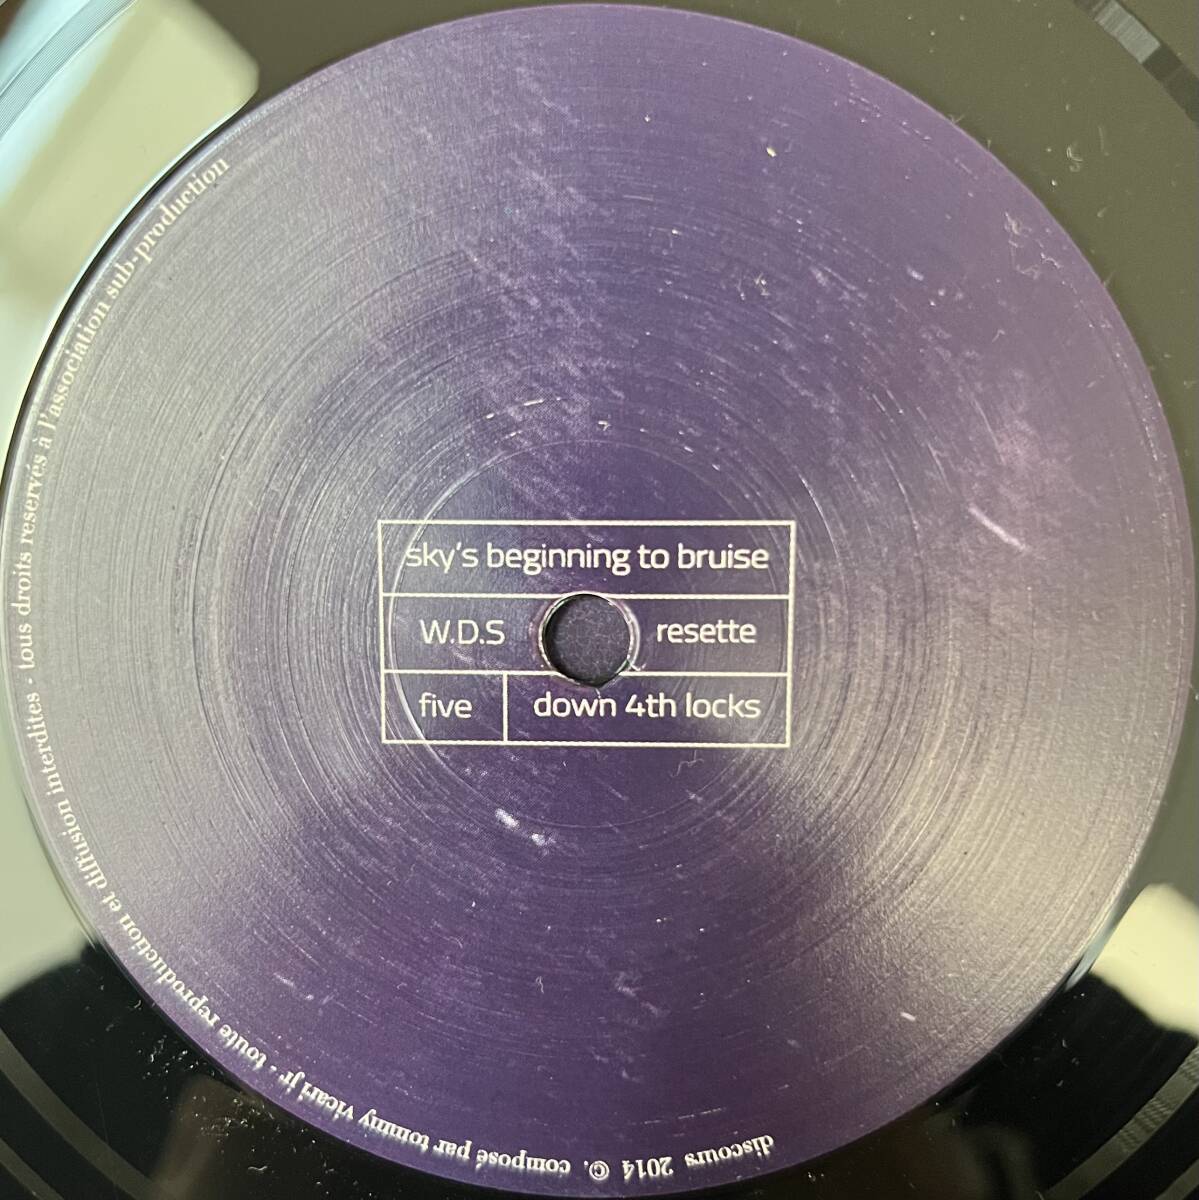 sky's beginning to bruise
W.D.S resette
five down 4th locks
discours 2014 ©. composé par tommy vicari jr - toute reproduction et diffusion interdites - tous droits reservés à l'association sub-production